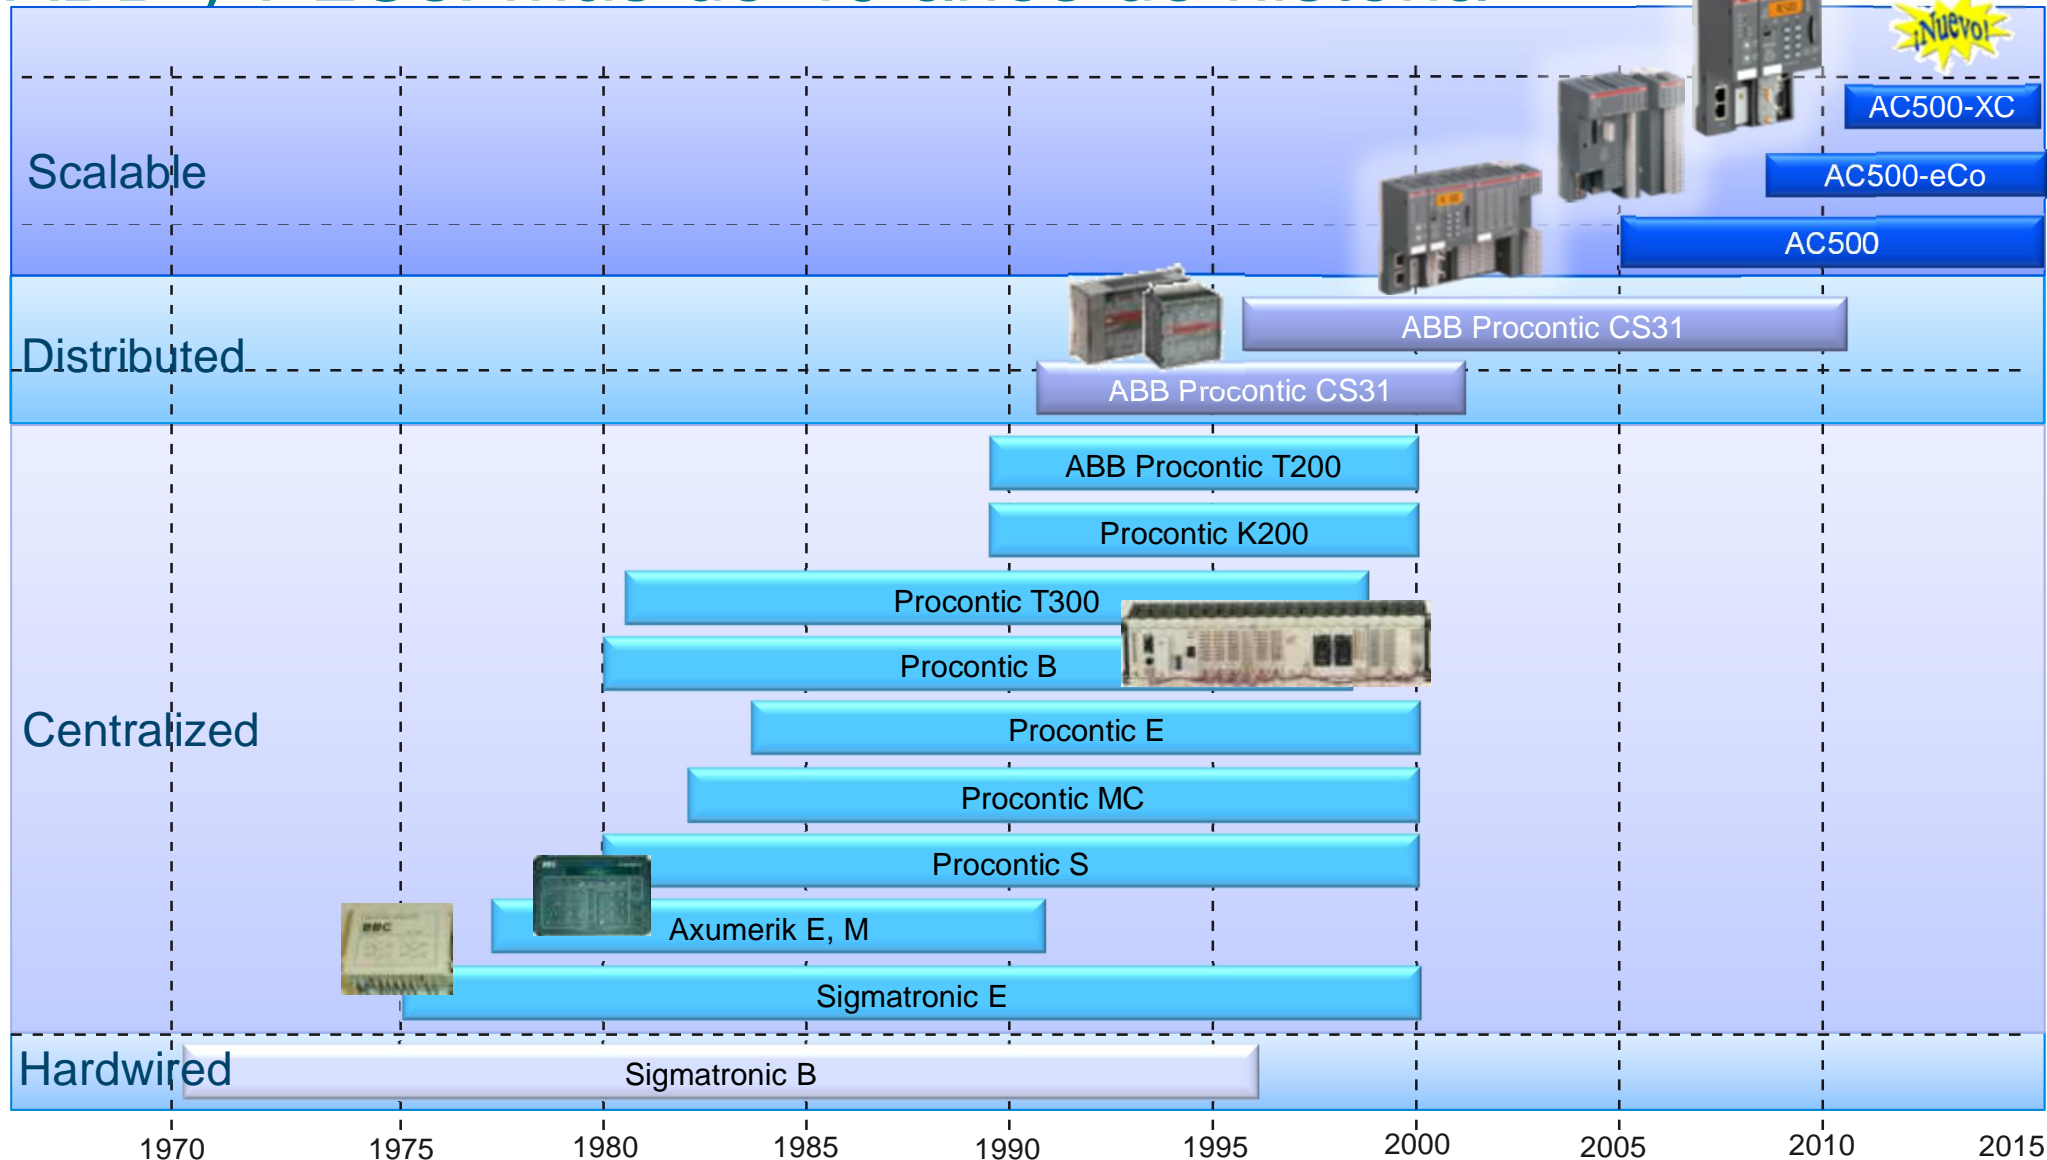 ¡Nuevo!
AC500-XC
Scalable
AC500-eCo
AC500
ABB Procontic CS31
Distributed
ABB Procontic CS31
ABB Procontic T200
Procontic K200
Procontic T300
Procontic B
Centralized
Procontic E
Procontic MC
Procontic S
Axumerik E, M
BBC
Sigmatronic E
Hardwired
Sigmatronic B
1970 1975 1980 1985 1990 1995 2000 2005 2010 2015